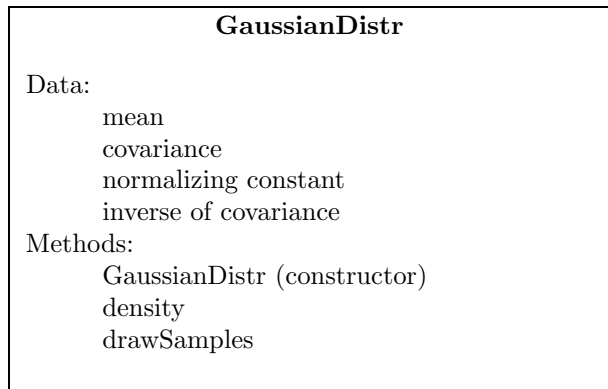 GaussianDistr
Data:
mean
covariance
normalizing constant
inverse of covariance
Methods:
GaussianDistr (constructor)
density
drawSamples